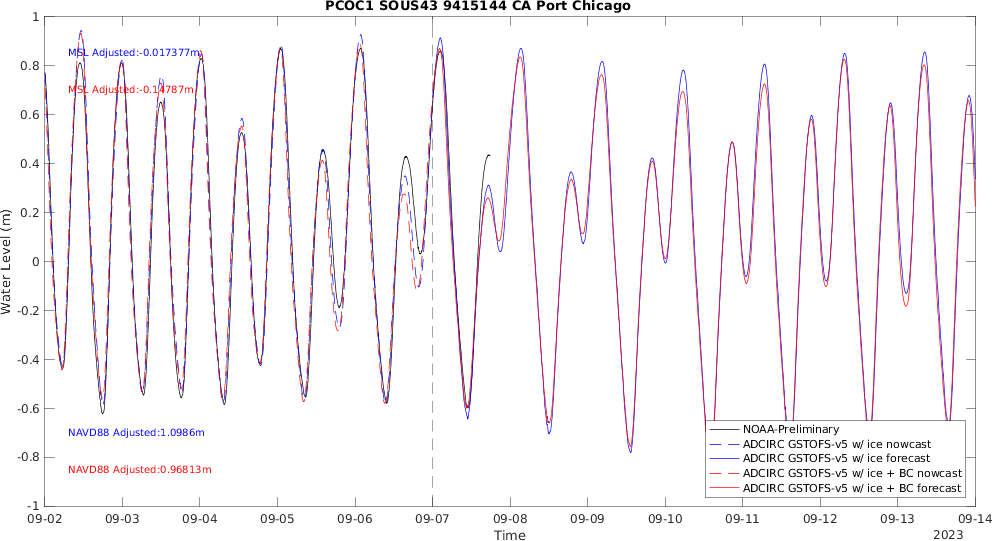 PCOC1 SOUS43 9415144 CA Port Chicago
1
MSL Adjusted:-0.017377m
0.8
MSL Adjusted:-0.14787m
0.6
0.4
0.2
0
-0.2
-0.4
-0.6
-0.8
-1
Water Level (m)
NAVD88 Adjusted:1.0986m
NAVD88 Adjusted:0.96813m
NOAA-Preliminary
ADCIRC GSTOFS-v5 w/ ice nowcast
ADCIRC GSTOFS-v5 w/ ice forecast
ADCIRC GSTOFS-v5 w/ ice + BC nowcast
ADCIRC GSTOFS-v5 w/ ice + BC forecast
09-02 09-03 09-04 09-05 09-06 09-07 09-08 09-09 09-10 09-11 09-12 09-13 09-14
Time
2023